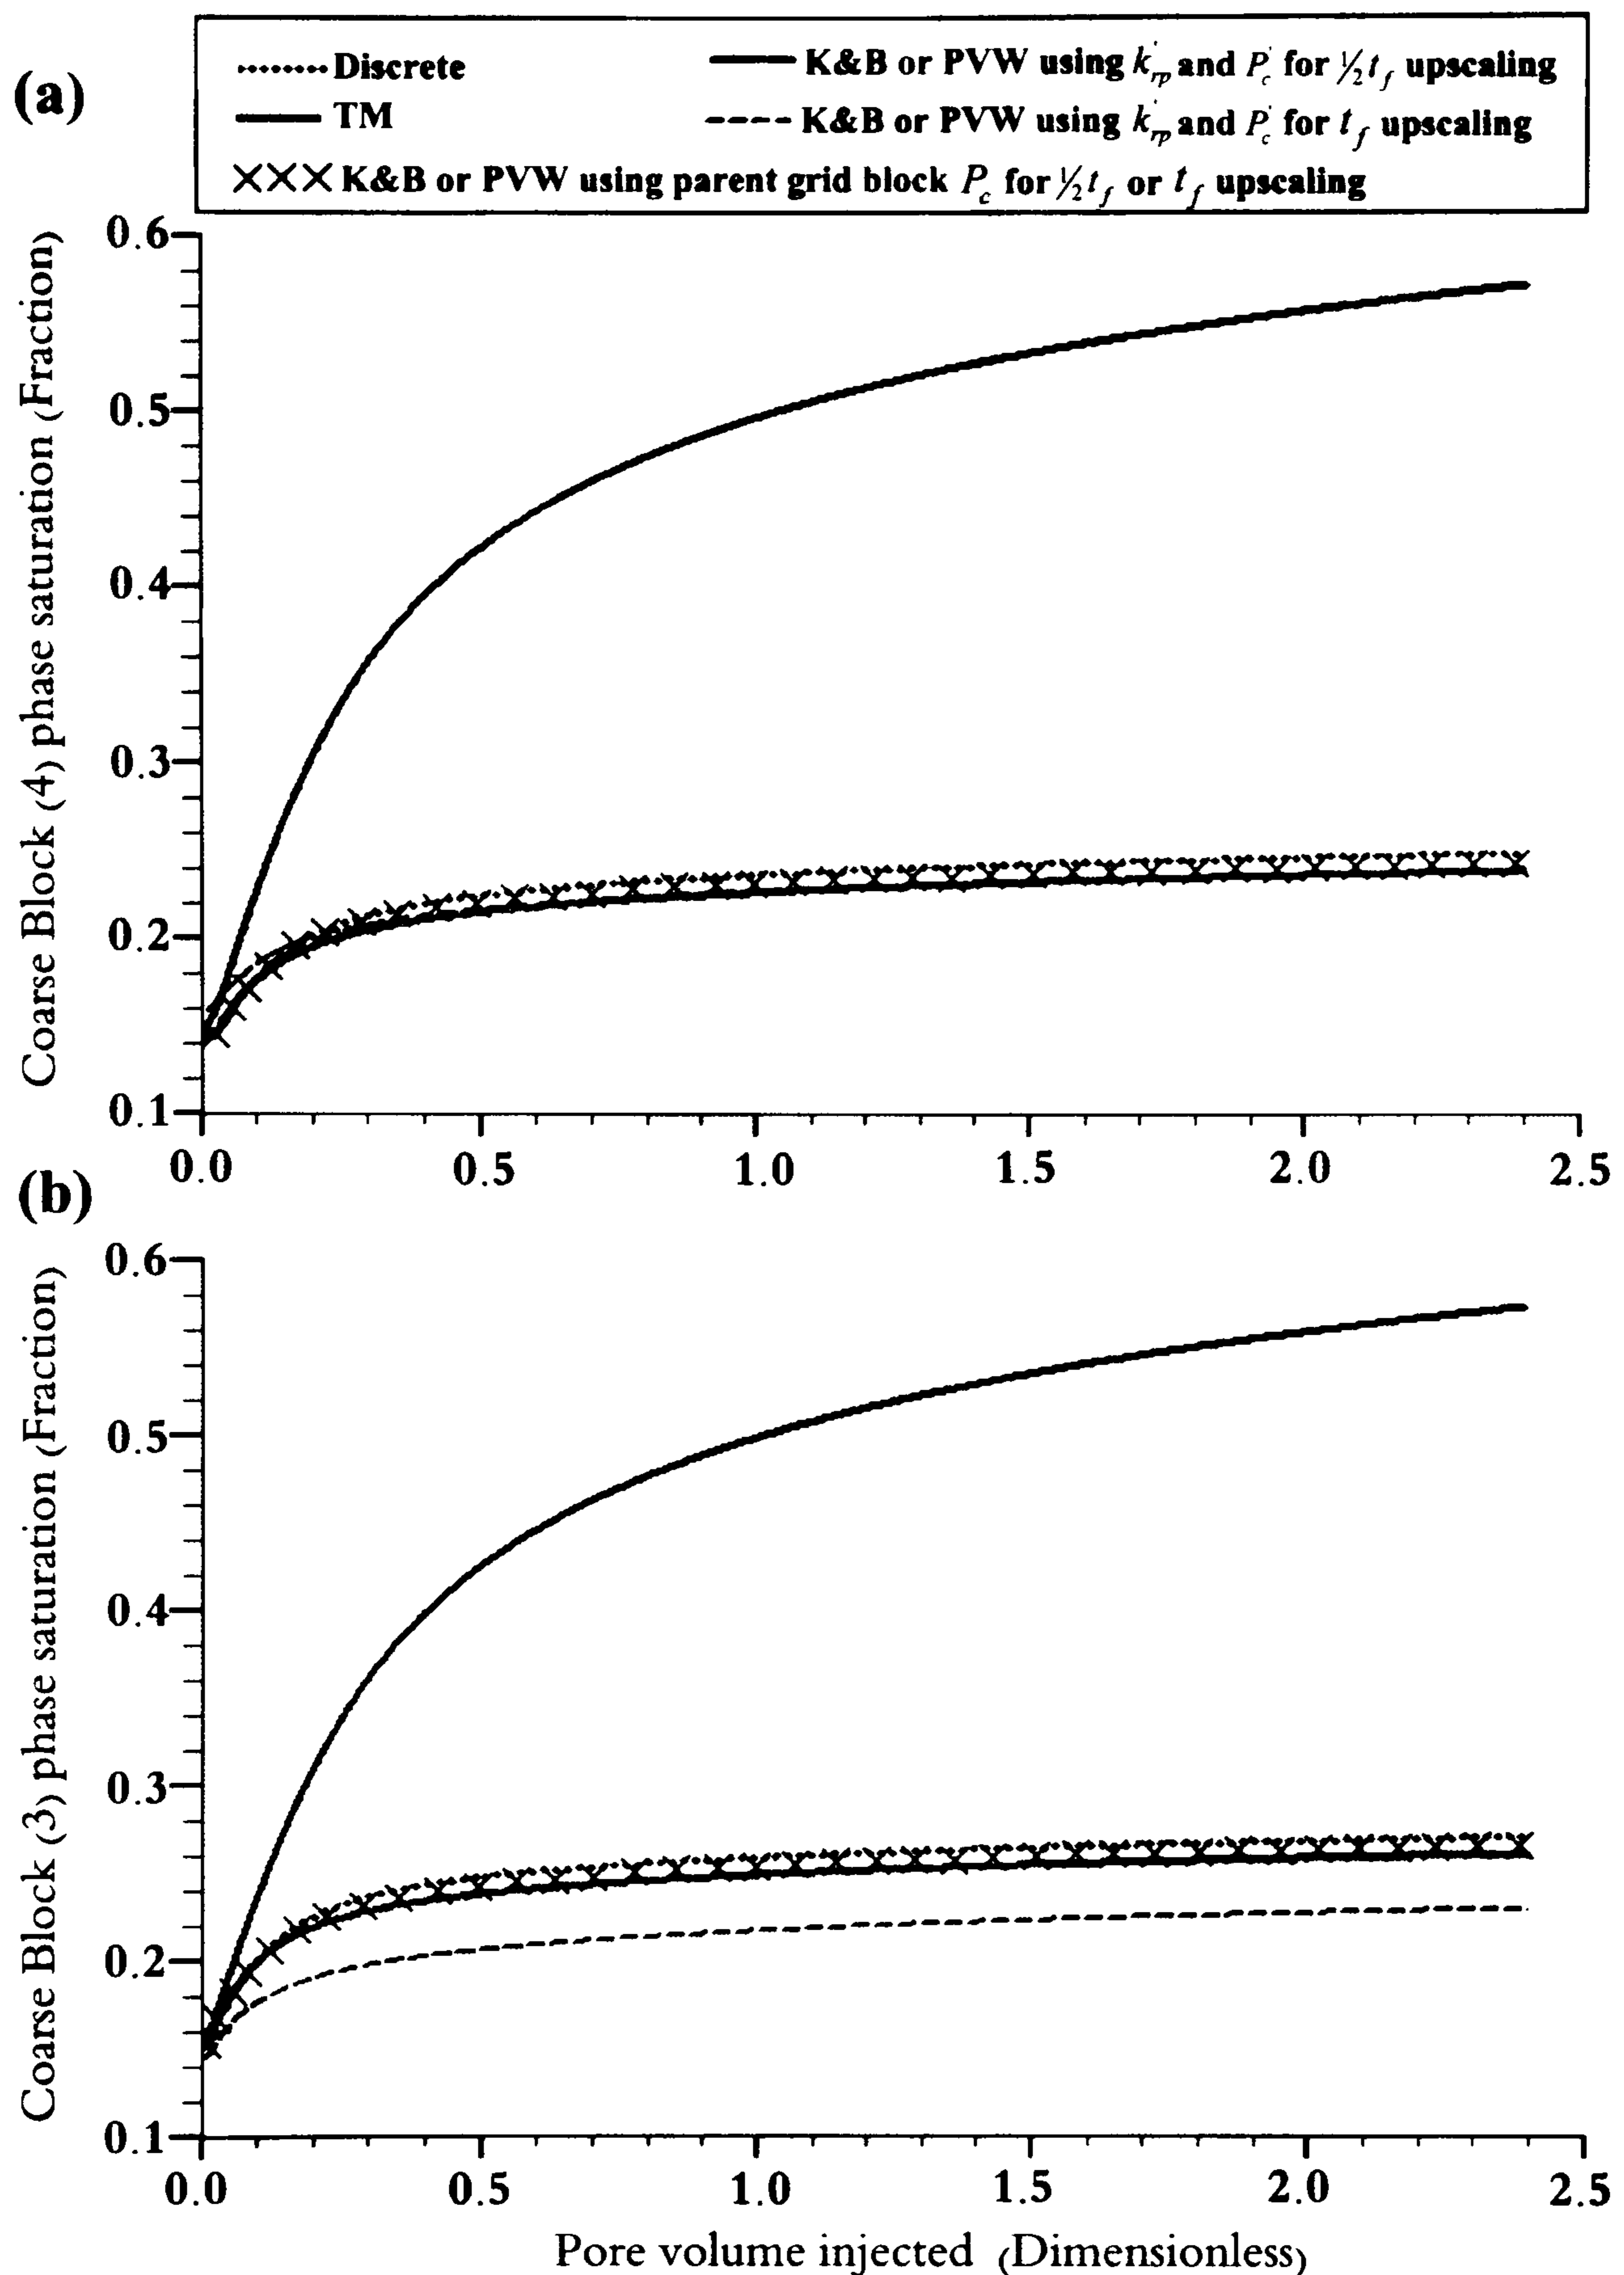 (a)
Discrete
K&B or PVW using k'rp and P'c for ½tf upscaling
TM
K&B or PVW using k'rp and P'c for tf upscaling
K&B or PVW using parent grid block Pc for ½tf or tf upscaling
Coarse Block (4) phase saturation (Fraction)
0.6
0.5
0.4
0.3
0.2
0.1
0.0 0.5 1.0 1.5 2.0 2.5
(b)
Coarse Block (3) phase saturation (Fraction)
0.6
0.5
0.4
0.3
0.2
0.1
0.0 0.5 1.0 1.5 2.0 2.5
Pore volume injected (Dimensionless)